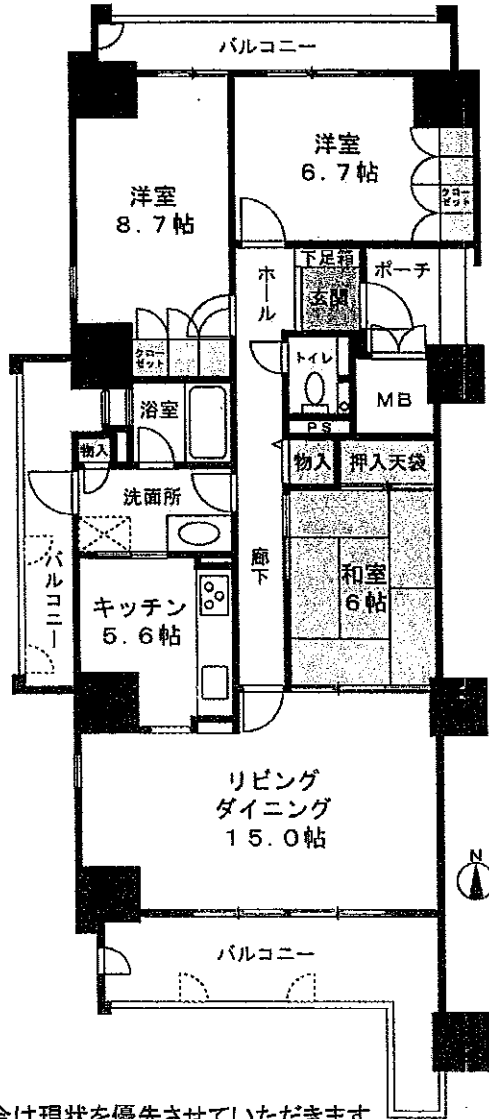 バルコニー
洋室
6.7帖
クローゼット
洋室
8.7帖
クローゼット
ホール
下足箱
玄関
ポーチ
トイレ
MB
PS
浴室
物入
物入
押入天袋
洗面所
バルコニー
廊下
和室
6帖
キッチン
5.6帖
リビング
ダイニング
15.0帖
N
バルコニー
合は現状を優先させていただきます